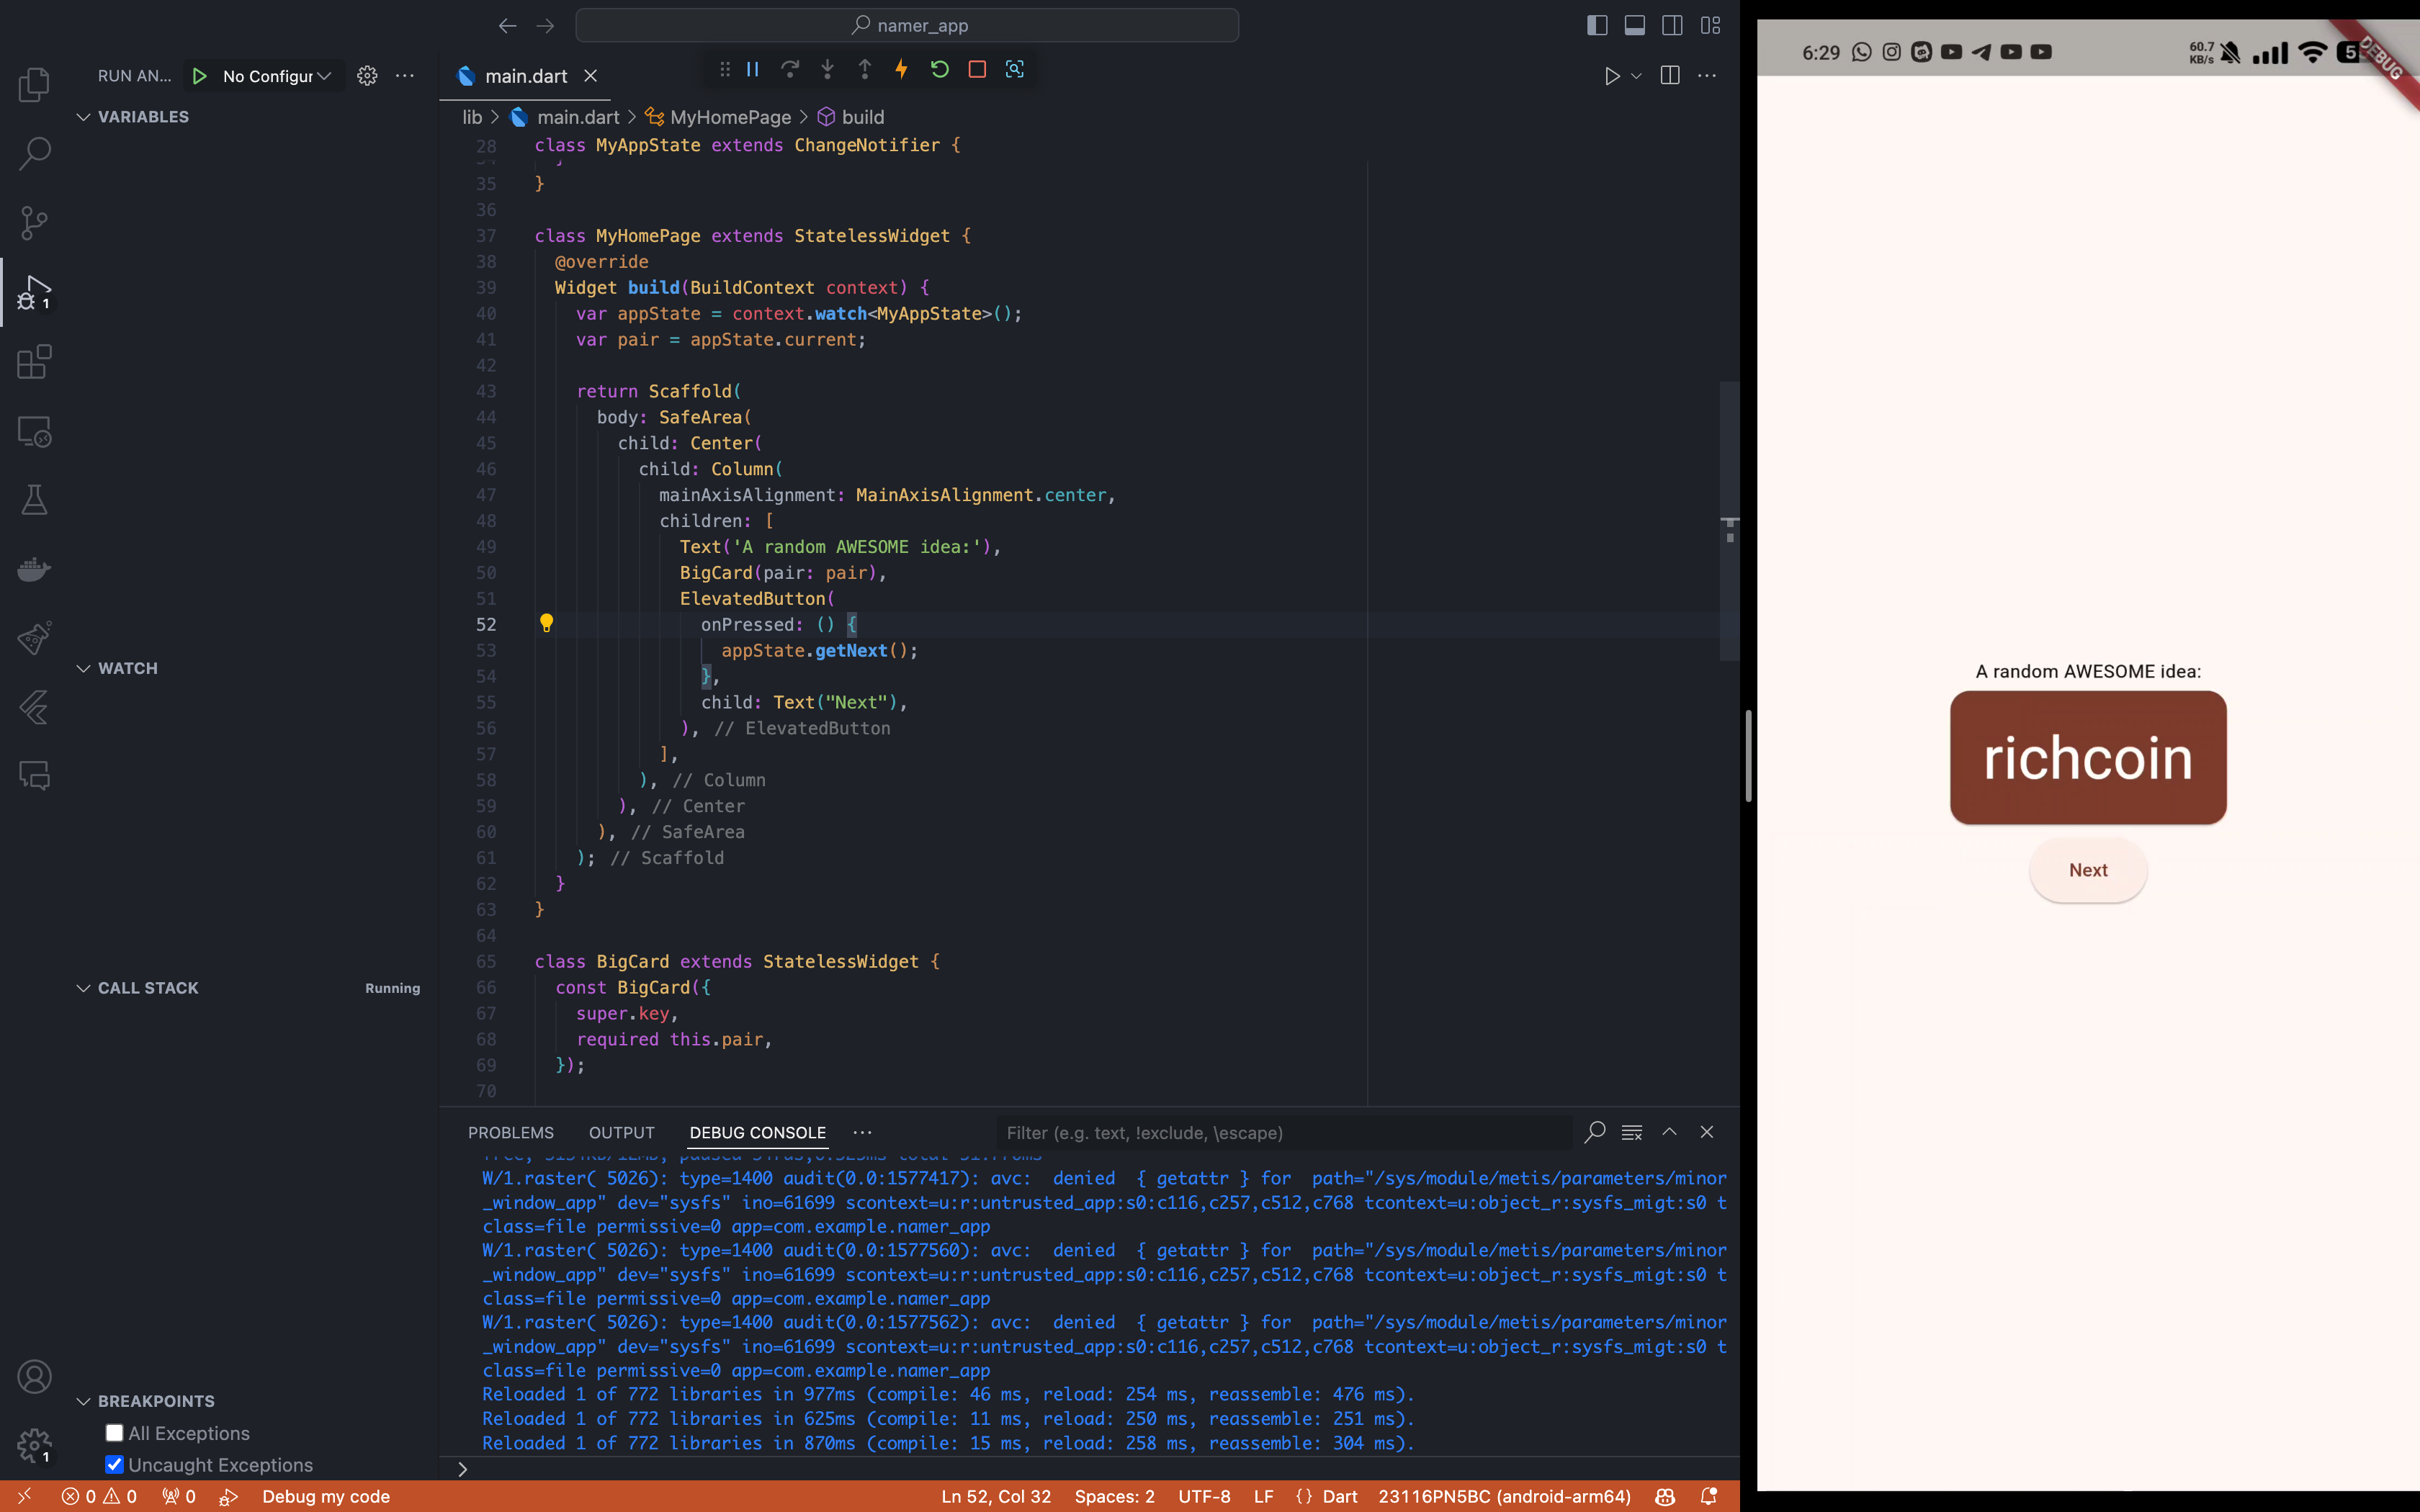 namer_app
RUN AN...
No Configur
VARIABLES
WATCH
CALL STACK
Running
BREAKPOINTS
All Exceptions
Uncaught Exceptions
1
1
main.dart
lib > main.dart > MyHomePage > build
28 class MyAppState extends ChangeNotifier {
35 }
36
37 class MyHomePage extends StatelessWidget {
38 @override
39 Widget build(BuildContext context) {
40 var appState = context.watch<MyAppState>();
41 var pair = appState.current;
42
43 return Scaffold(
44 body: SafeArea(
45 child: Center(
46 child: Column(
47 mainAxisAlignment: MainAxisAlignment.center,
48 children: [
49 Text('A random AWESOME idea:'),
50 BigCard(pair: pair),
51 ElevatedButton(
52 onPressed: () {
53 appState.getNext();
54 },
55 child: Text("Next"),
56 ), // ElevatedButton
57 ],
58 ), // Column
59 ), // Center
60 ), // SafeArea
61 ); // Scaffold
62 }
63 }
64
65 class BigCard extends StatelessWidget {
66 const BigCard({
67 super.key,
68 required this.pair,
69 });
70
PROBLEMS OUTPUT DEBUG CONSOLE
Filter (e.g. text, !exclude, \escape)
W/1.raster( 5026): type=1400 audit(0.0:1577417): avc: denied { getattr } for path="/sys/module/metis/parameters/minor
_window_app" dev="sysfs" ino=61699 scontext=u:r:untrusted_app:s0:c116,c257,c512,c768 tcontext=u:object_r:sysfs_migt:s0 t
class=file permissive=0 app=com.example.namer_app
W/1.raster( 5026): type=1400 audit(0.0:1577560): avc: denied { getattr } for path="/sys/module/metis/parameters/minor
_window_app" dev="sysfs" ino=61699 scontext=u:r:untrusted_app:s0:c116,c257,c512,c768 tcontext=u:object_r:sysfs_migt:s0 t
class=file permissive=0 app=com.example.namer_app
W/1.raster( 5026): type=1400 audit(0.0:1577562): avc: denied { getattr } for path="/sys/module/metis/parameters/minor
_window_app" dev="sysfs" ino=61699 scontext=u:r:untrusted_app:s0:c116,c257,c512,c768 tcontext=u:object_r:sysfs_migt:s0 t
class=file permissive=0 app=com.example.namer_app
Reloaded 1 of 772 libraries in 977ms (compile: 46 ms, reload: 254 ms, reassemble: 476 ms).
Reloaded 1 of 772 libraries in 625ms (compile: 11 ms, reload: 250 ms, reassemble: 251 ms).
Reloaded 1 of 772 libraries in 870ms (compile: 15 ms, reload: 258 ms, reassemble: 304 ms).
>
0 0 0 Debug my code Ln 52, Col 32 Spaces: 2 UTF-8 LF {} Dart 23116PN5BC (android-arm64)
6:29
60.7
KB/s
5
DEBUG
A random AWESOME idea:
richcoin
Next